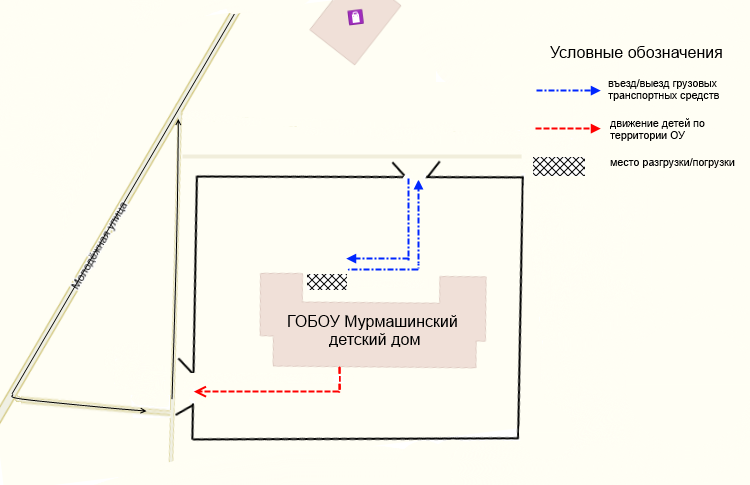 Условные обозначения
въезд/выезд грузовых
транспортных средств
движение детей по
территории ОУ
место разгрузки/погрузки
Молодёжная улица
ГОБОУ Мурмашинский
детский дом